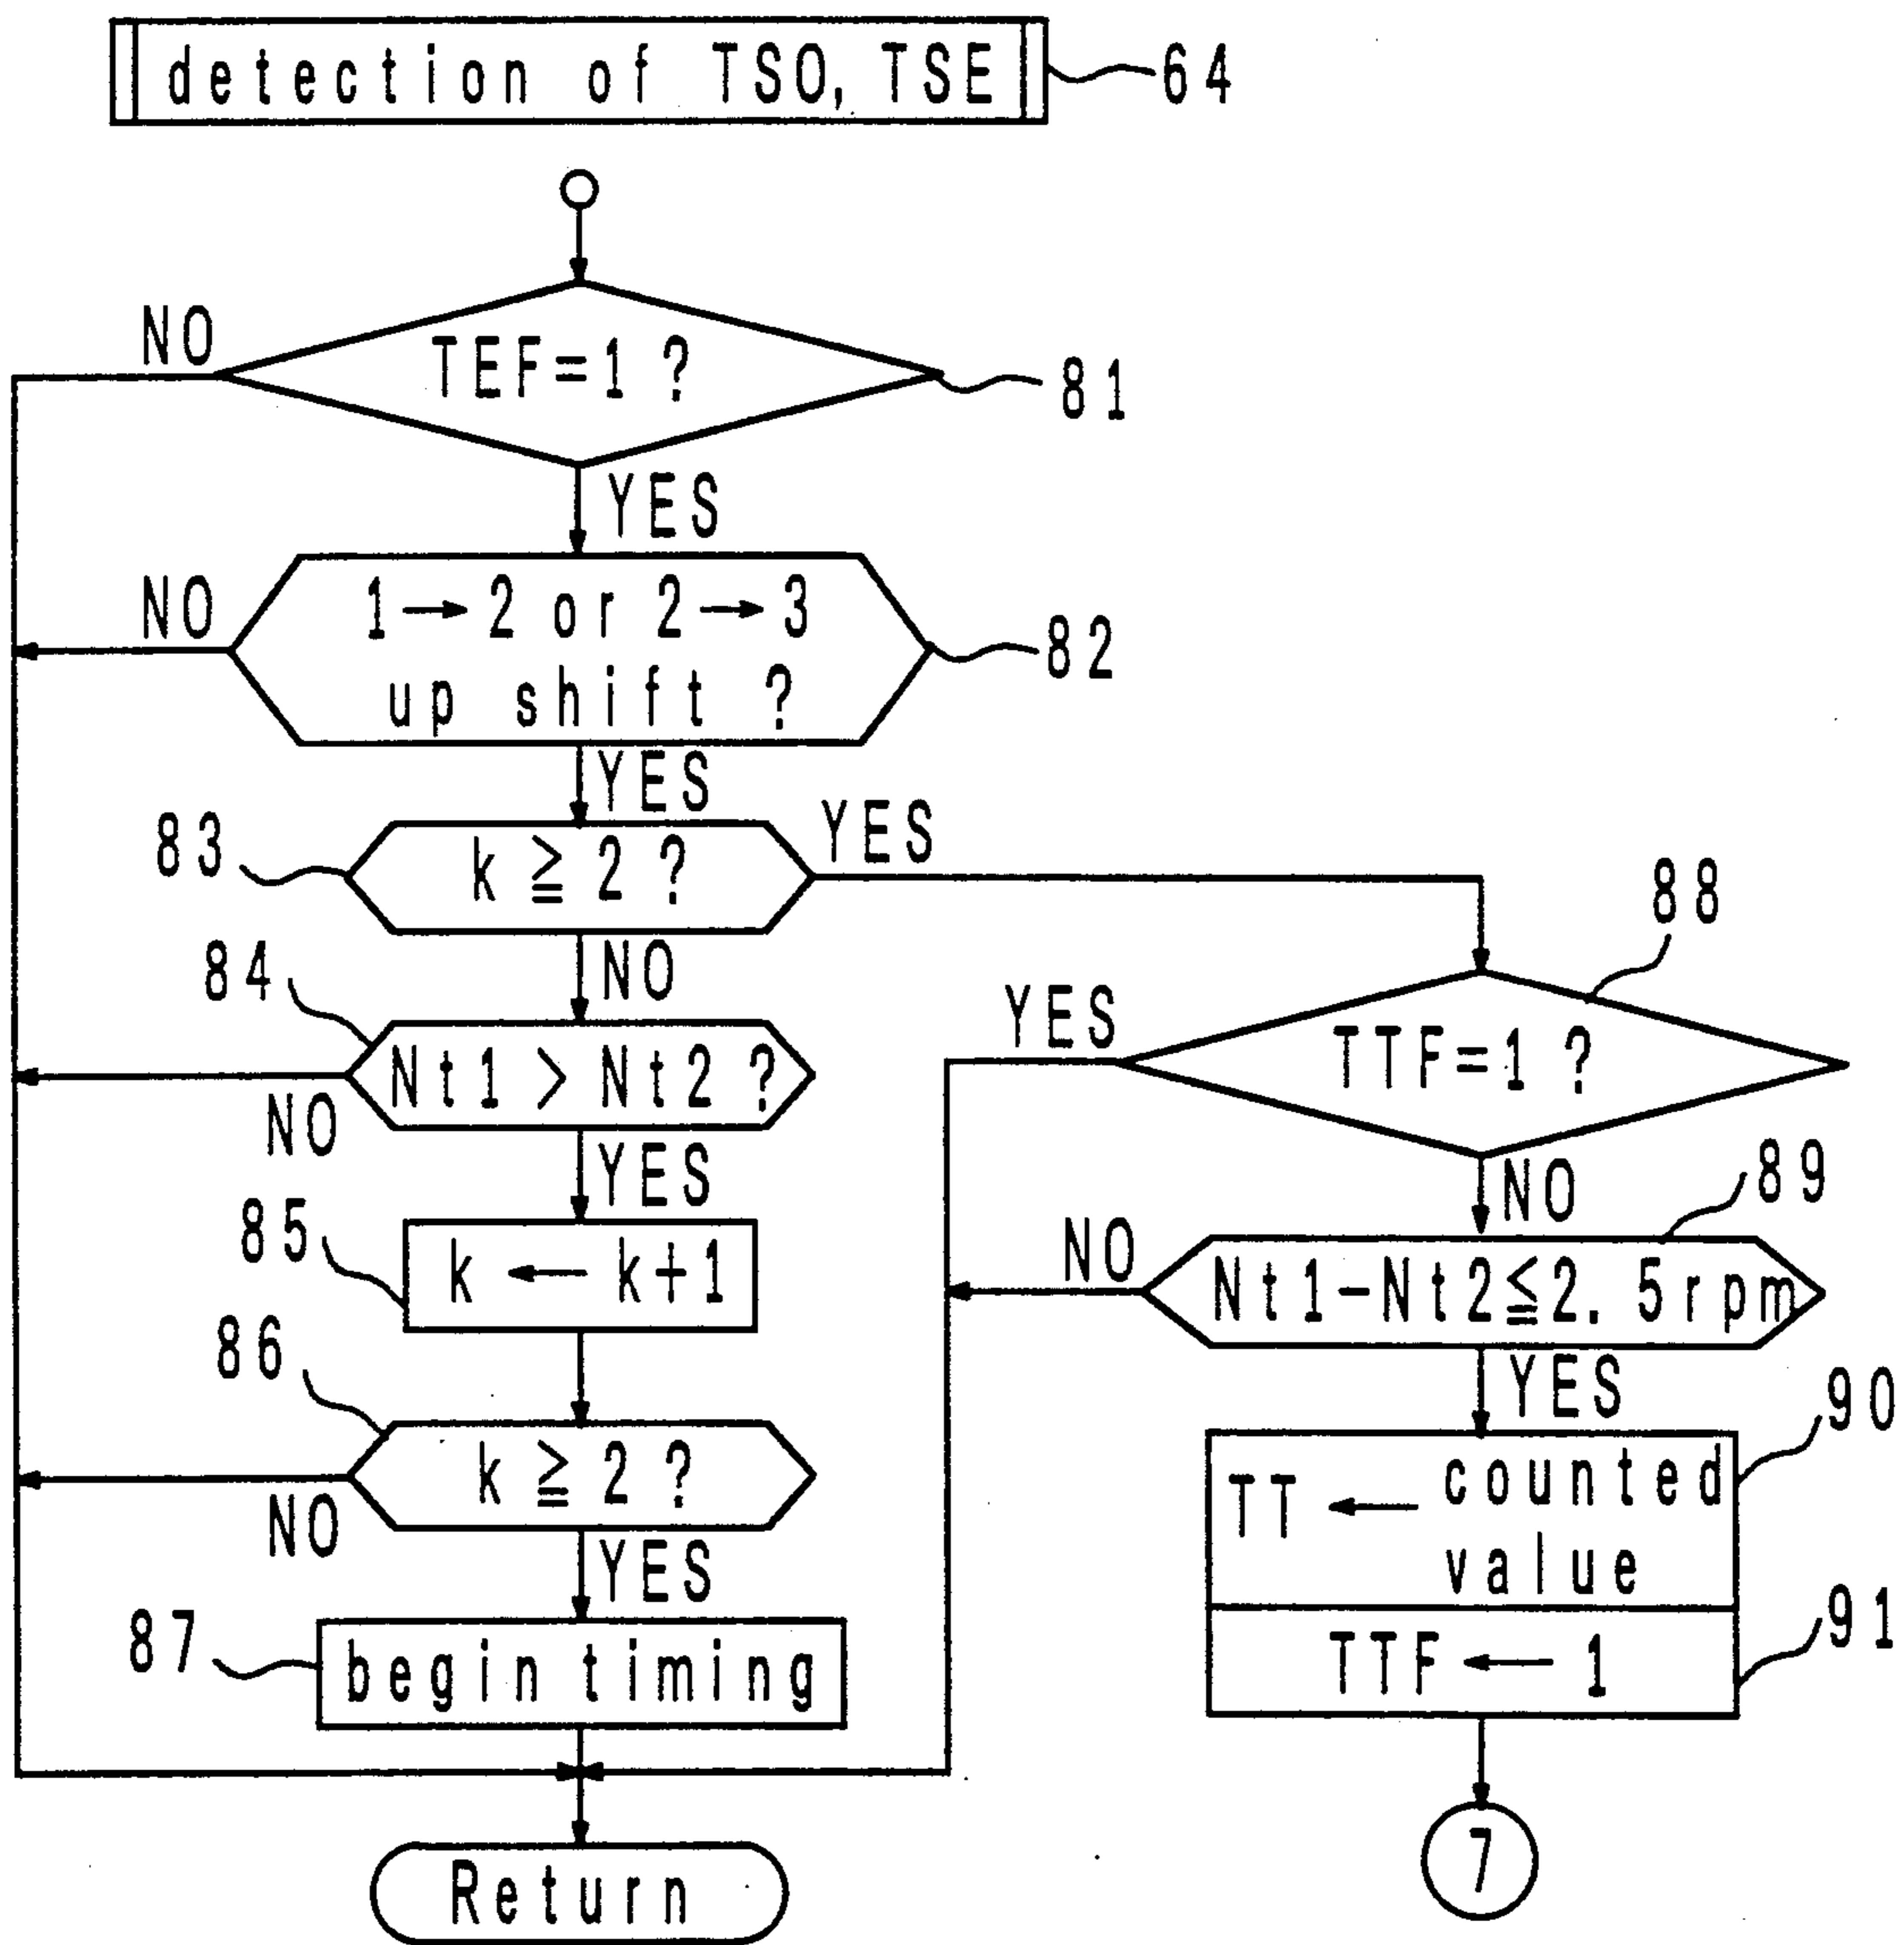 detection of TSO, TSE
64
NO
TEF=1 ?
81
YES
NO
1→2 or 2→3
up shift ?
82
YES
83
k ≧ 2 ?
YES
84
NO
Nt1 > Nt2 ?
NO
YES
85
k ← k+1
86
k ≧ 2 ?
NO
YES
87
begin timing
Return
88
YES
TTF=1 ?
NO
89
NO
Nt1-Nt2≦2. 5rpm
YES
90
TT ← counted
value
91
TTF ← 1
7